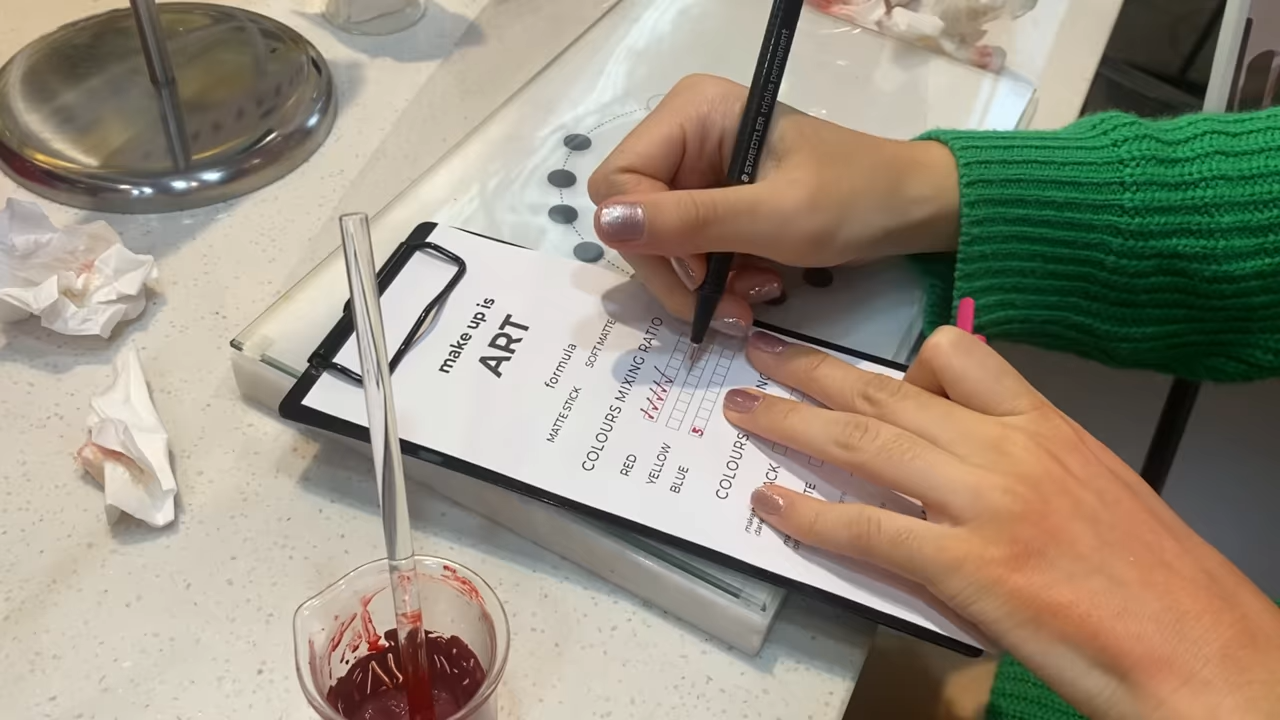 make up is
ART
formula
MATTE STICK SOFT MATTE
COLOURS MIXING RATIO
RED
YELLOW
BLUE
5
COLOURS
STAEDTLER triplus permanent